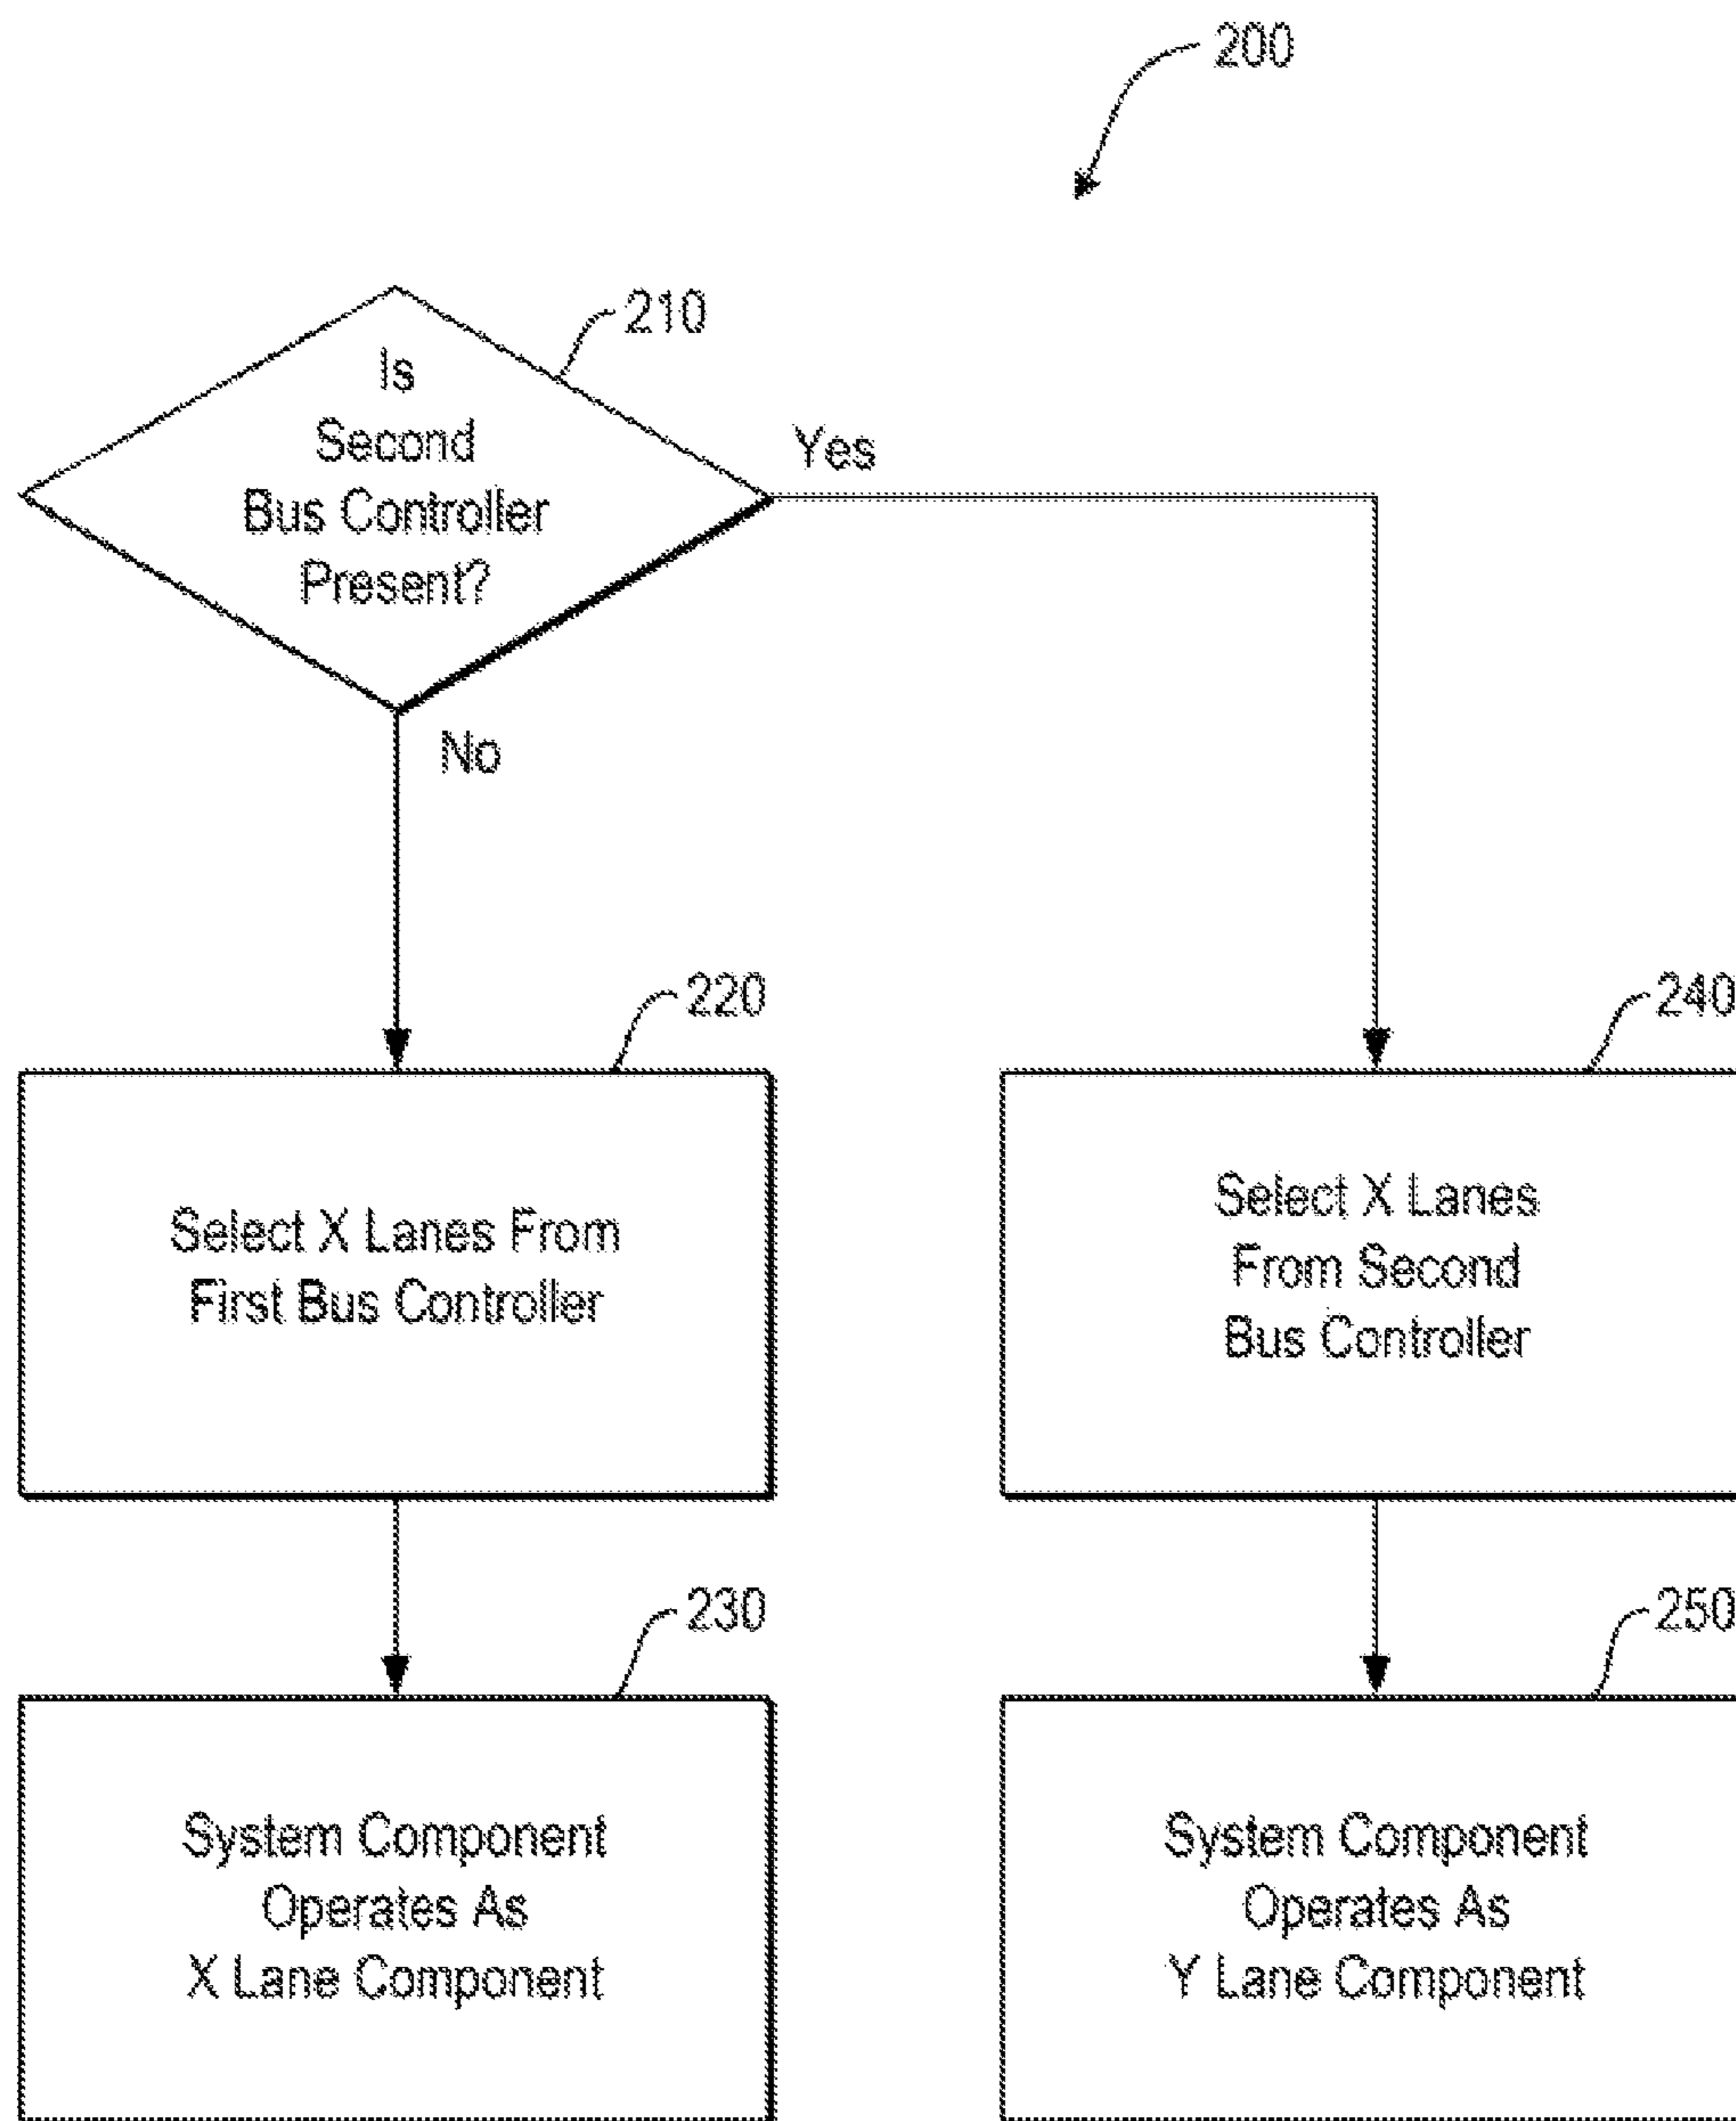 200
210
Is
Second
Bus Controller
Present?
Yes
No
220
Select X Lanes From
First Bus Controller
240
Select X Lanes
From Second
Bus Controller
230
System Component
Operates As
X Lane Component
250
System Component
Operates As
Y Lane Component